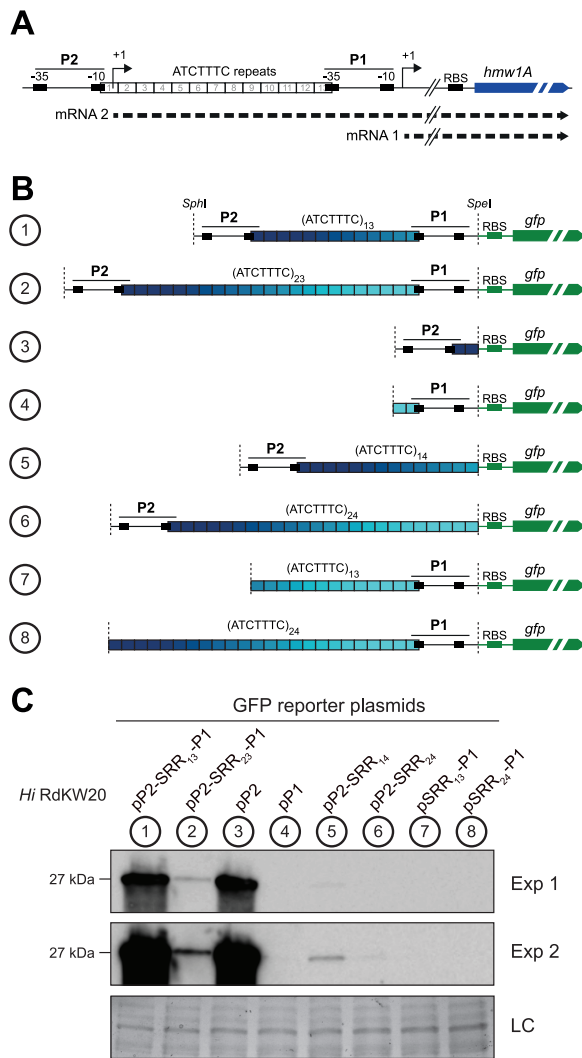 A
P2
P1
-35
-10
+1
ATCTTTC repeats
-35
-10
+1
RBS
hmw1A
1 2 3 4 5 6 7 8 9 10 11 12 13
mRNA 2
mRNA 1
B
SphI
SpeI
1
P2
(ATCTTTC)13
P1
RBS
gfp
2
P2
(ATCTTTC)23
P1
RBS
gfp
3
P2
RBS
gfp
4
P1
RBS
gfp
5
P2
(ATCTTTC)14
RBS
gfp
6
P2
(ATCTTTC)24
RBS
gfp
7
(ATCTTTC)13
P1
RBS
gfp
8
(ATCTTTC)24
P1
RBS
gfp
C
GFP reporter plasmids
Hi RdKW20
pP2-SRR13-P1
pP2-SRR23-P1
pP2
pP1
pP2-SRR14
pP2-SRR24
pSRR13-P1
pSRR24-P1
1 2 3 4 5 6 7 8
27 kDa
Exp 1
27 kDa
Exp 2
LC